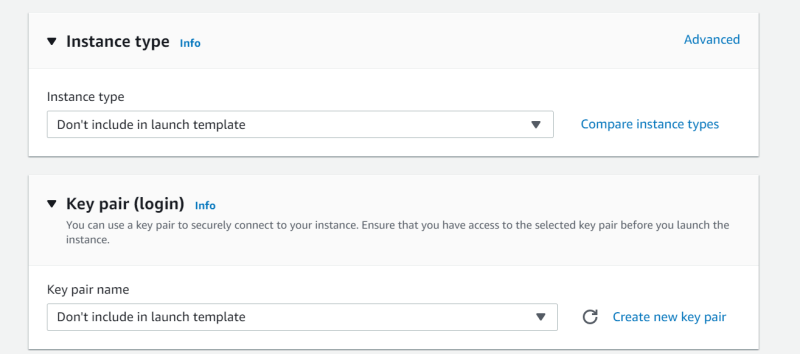 Instance type Info Advanced
Instance type
Don't include in launch template Compare instance types
Key pair (login) Info
You can use a key pair to securely connect to your instance. Ensure that you have access to the selected key pair before you launch the
instance.
Key pair name
Don't include in launch template Create new key pair